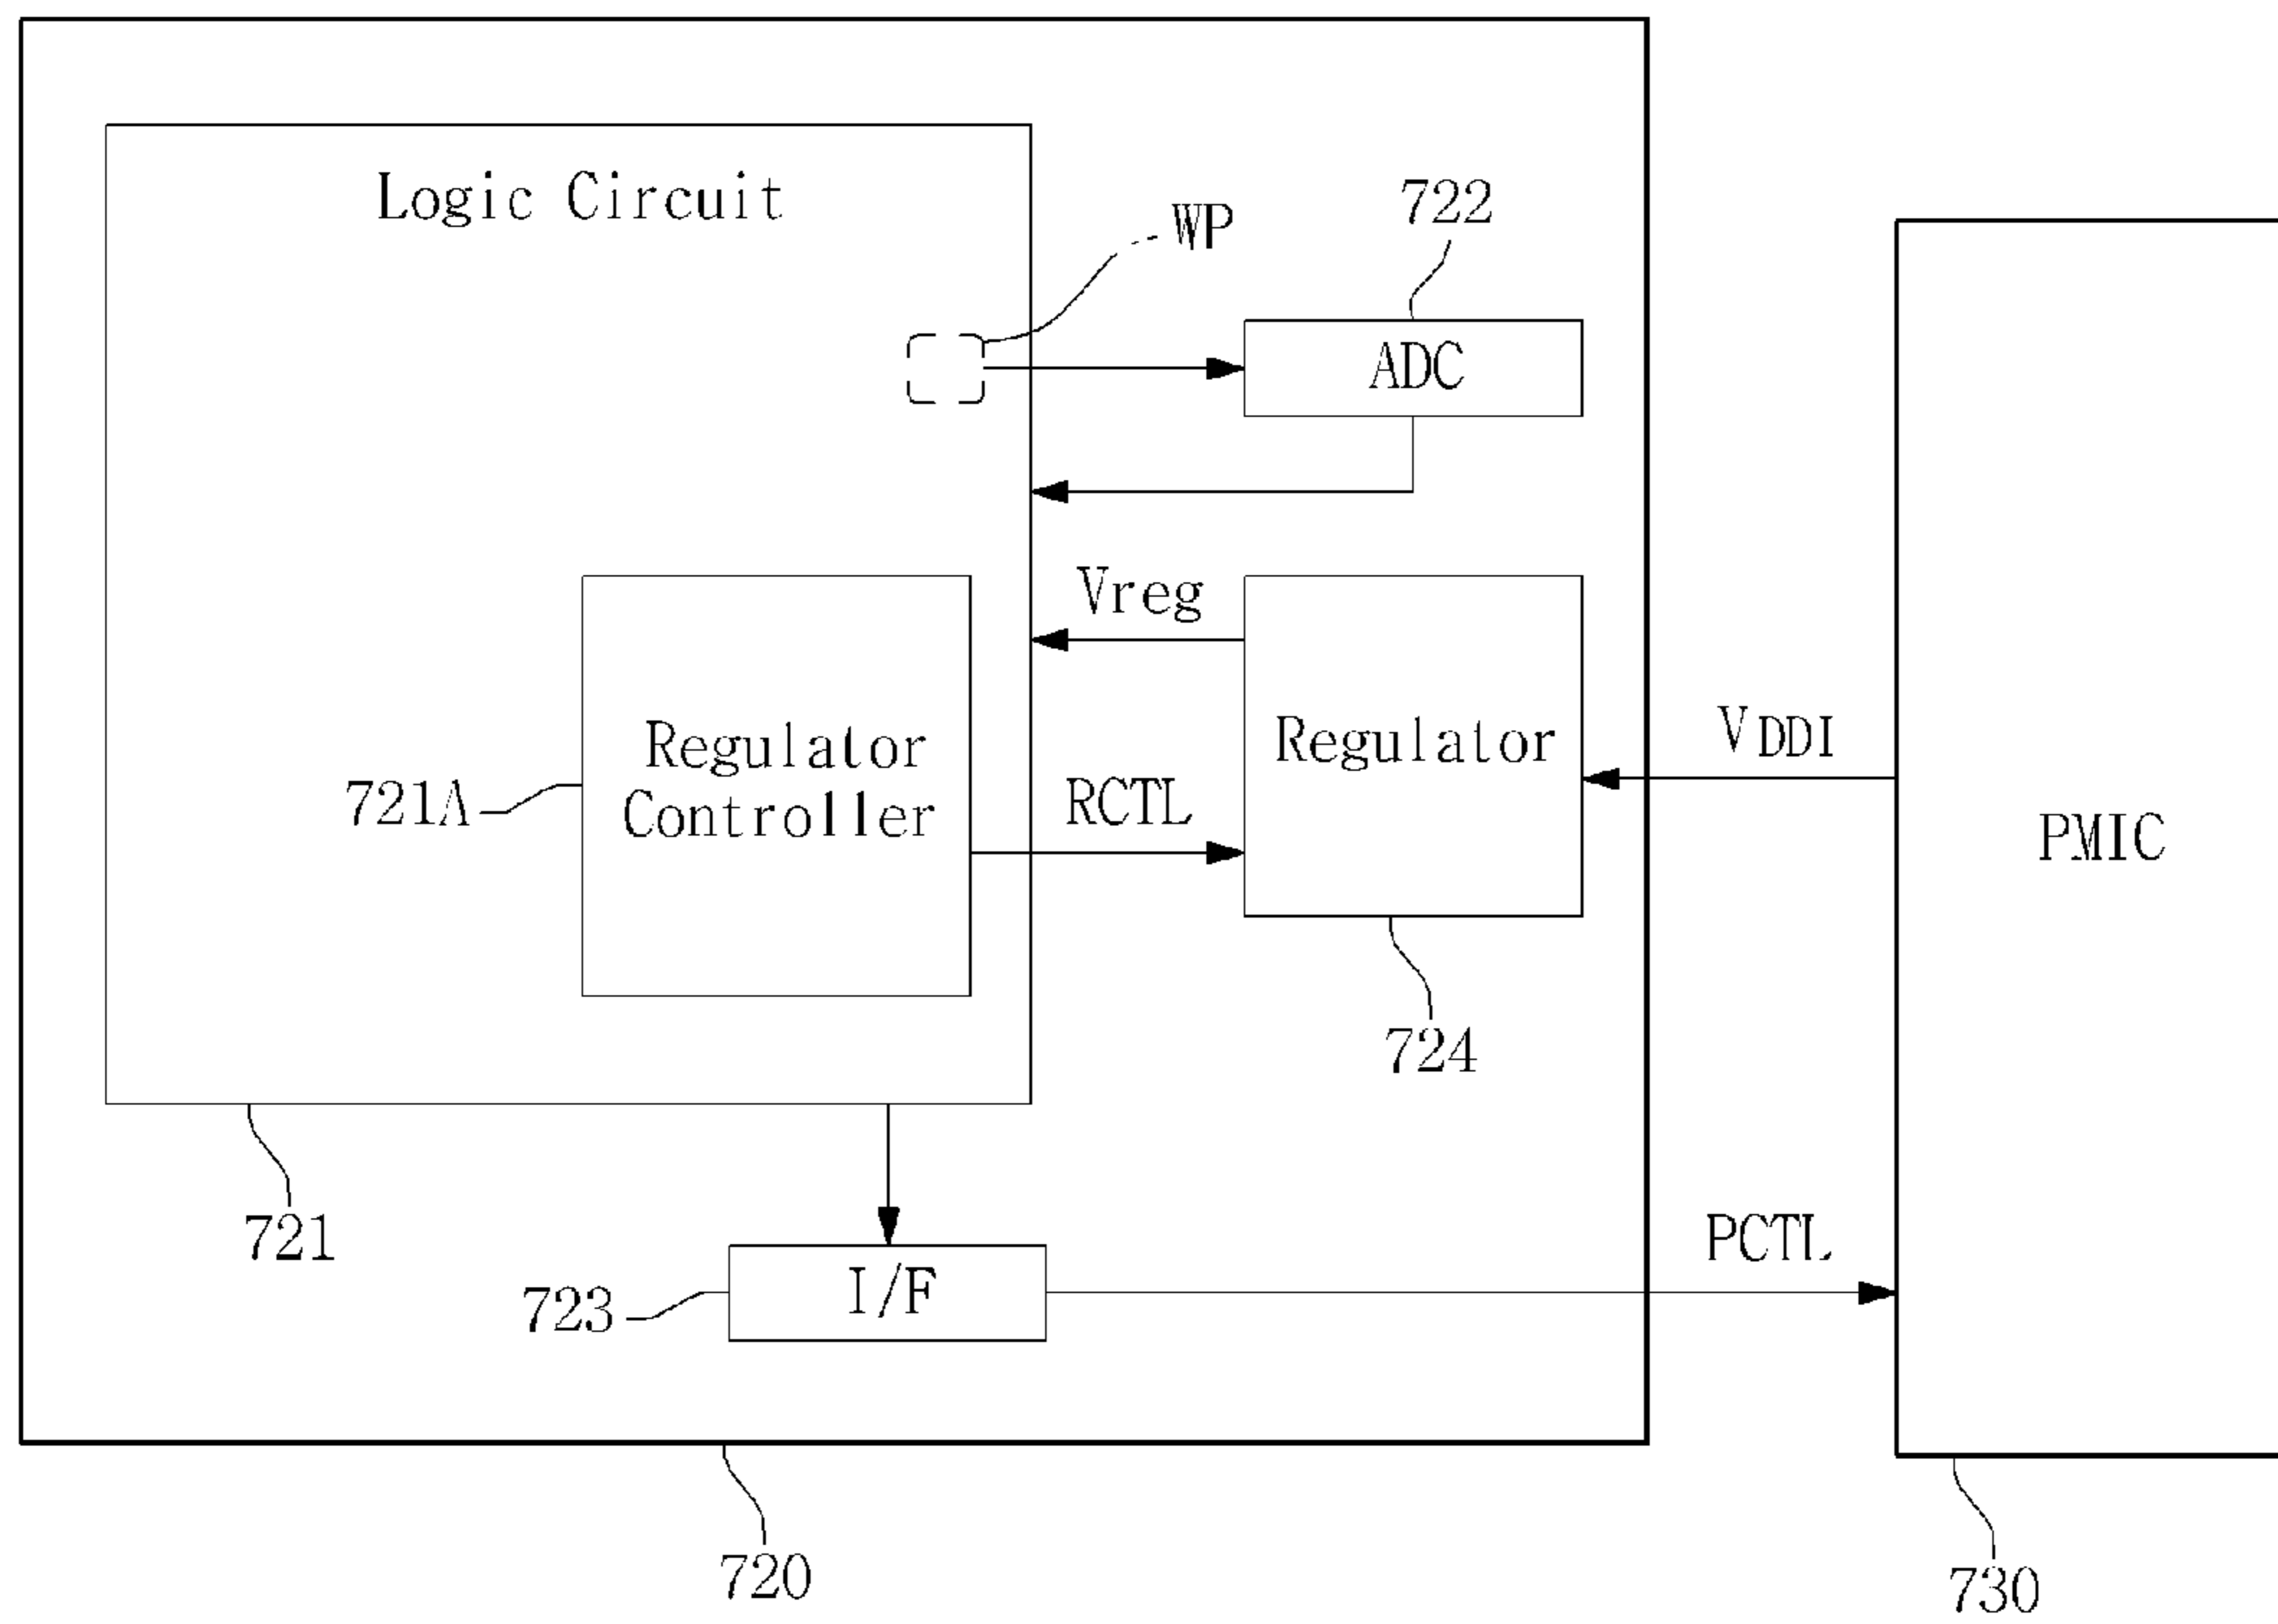 Logic Circuit
WP
722
ADC
Vreg
Regulator
Controller
721A
RCTL
Regulator
VDDI
PMIC
724
721
I/F
723
PCTL
720
730